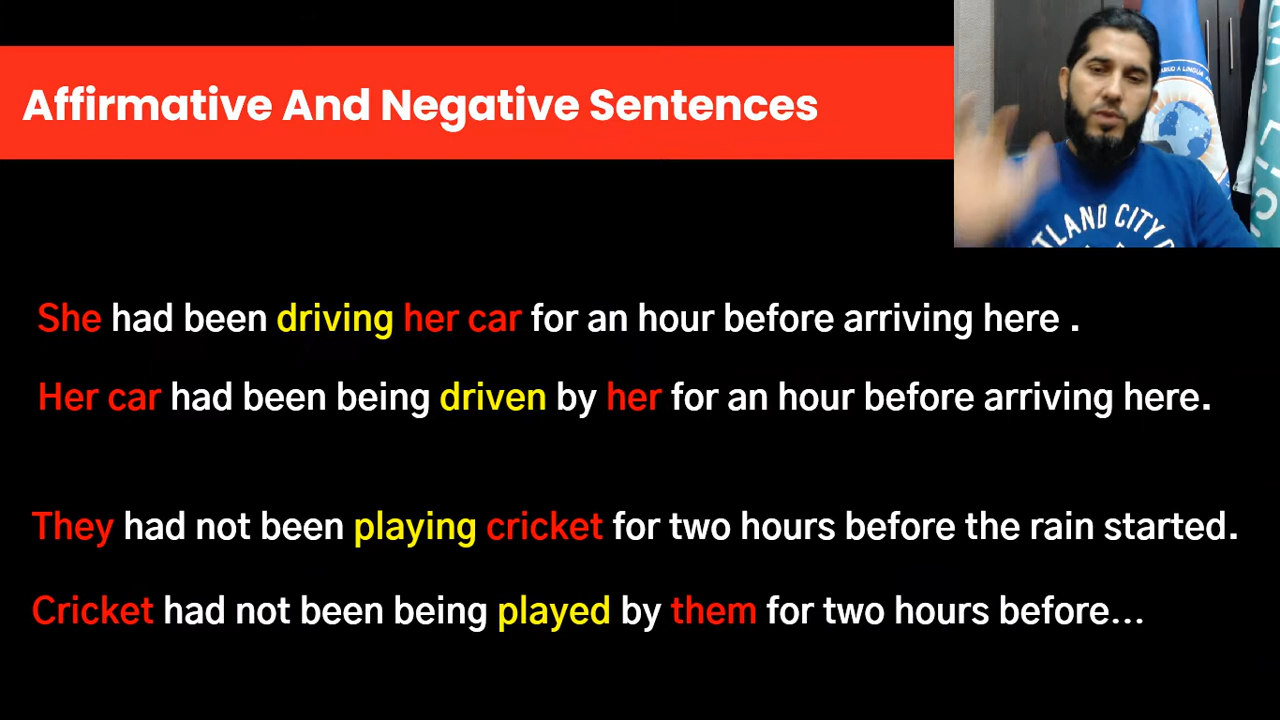 Affirmative And Negative Sentences
TLAND CITY
She had been driving her car for an hour before arriving here .
Her car had been being driven by her for an hour before arriving here.
They had not been playing cricket for two hours before the rain started.
Cricket had not been being played by them for two hours before...